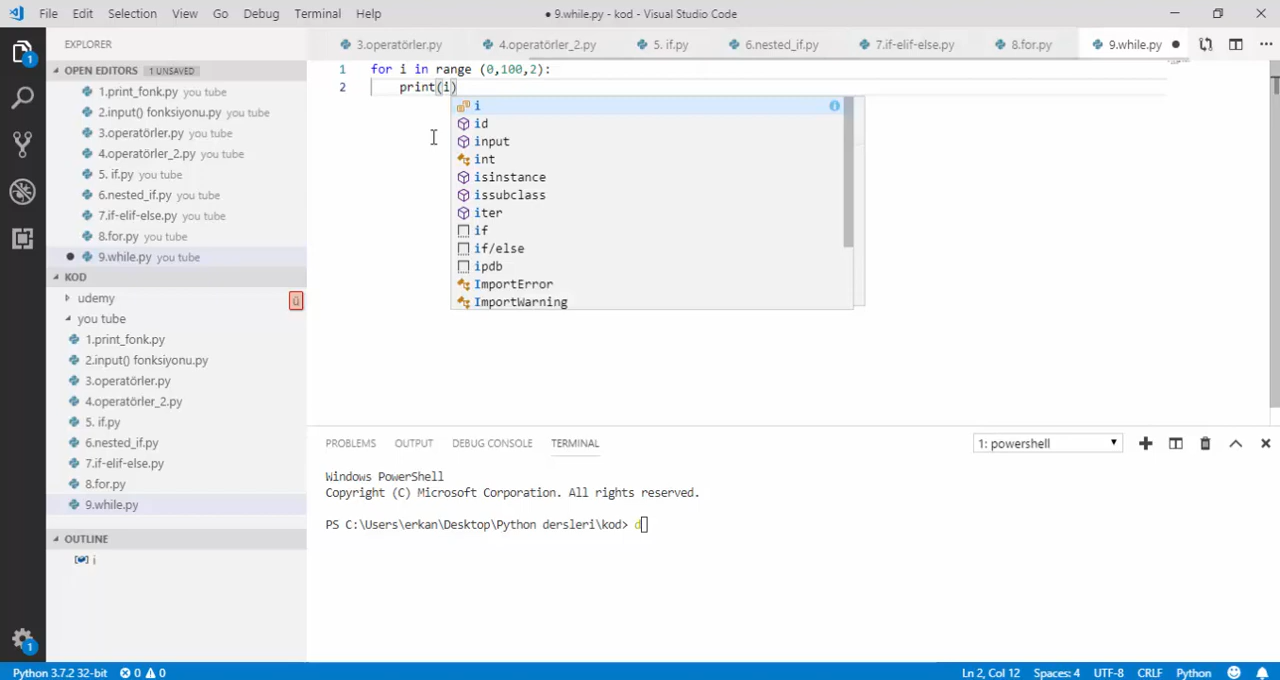 File Edit Selection View Go Debug Terminal Help
● 9.while.py - kod - Visual Studio Code
EXPLORER
3.operatörler.py 4.operatörler_2.py 5. if.py 6.nested_if.py 7.if-elif-else.py 8.for.py 9.while.py ●
OPEN EDITORS 1 UNSAVED
1.print_fonk.py you tube
2.input() fonksiyonu.py you tube
3.operatörler.py you tube
4.operatörler_2.py you tube
5. if.py you tube
6.nested_if.py you tube
7.if-elif-else.py you tube
8.for.py you tube
● 9.while.py you tube
KOD
udemy
you tube
1.print_fonk.py
2.input() fonksiyonu.py
3.operatörler.py
4.operatörler_2.py
5. if.py
6.nested_if.py
7.if-elif-else.py
8.for.py
9.while.py
OUTLINE
i
1 for i in range (0,100,2):
2 print(i)
i
id
input
int
isinstance
issubclass
iter
if
if/else
ipdb
ImportError
ImportWarning
PROBLEMS OUTPUT DEBUG CONSOLE TERMINAL
1: powershell
Windows PowerShell
Copyright (C) Microsoft Corporation. All rights reserved.
PS C:\Users\erkan\Desktop\Python dersleri\kod> d
1
1
Python 3.7.2 32-bit 0 0
Ln 2, Col 12 Spaces: 4 UTF-8 CRLF Python